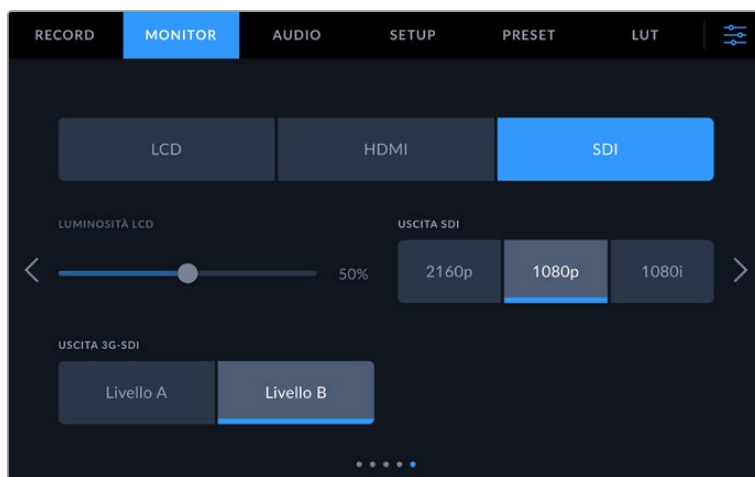 RECORD MONITOR AUDIO SETUP PRESET LUT
LCD HDMI SDI
LUMINOSITÀ LCD USCITA SDI
50% 2160p 1080p 1080i
USCITA 3G-SDI
Livello A Livello B